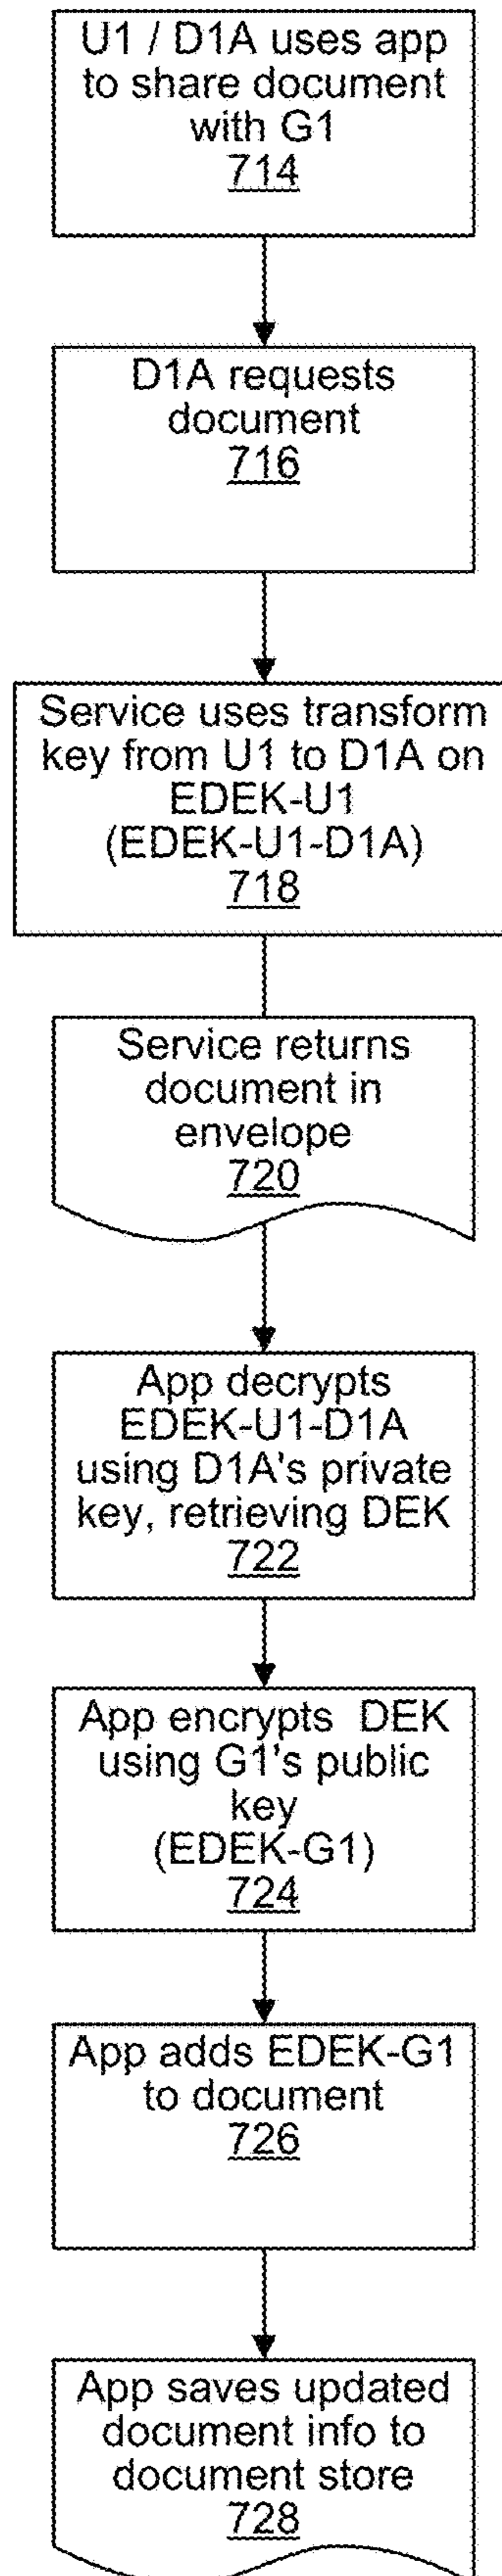 U1 / D1A uses app
to share document
with G1
714
D1A requests
document
716
Service uses transform
key from U1 to D1A on
EDEK-U1
(EDEK-U1-D1A)
718
Service returns
document in
envelope
720
App decrypts
EDEK-U1-D1A
using D1A's private
key, retrieving DEK
722
App encrypts DEK
using G1's public
key
(EDEK-G1)
724
App adds EDEK-G1
to document
726
App saves updated
document info to
document store
728